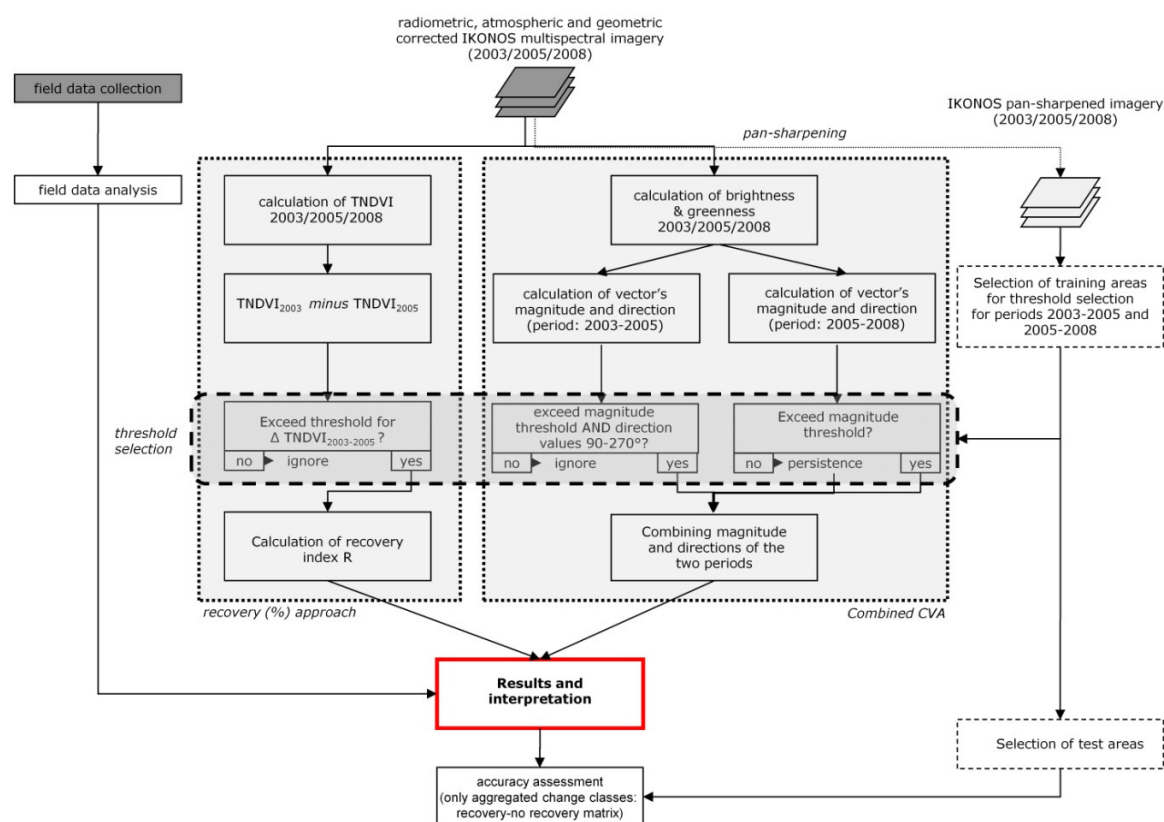 radiometric, atmospheric and geometric
corrected IKONOS multispectral imagery
(2003/2005/2008)
field data collection
IKONOS pan-sharpened imagery
(2003/2005/2008)
pan-sharpening
field data analysis
calculation of TNDVI
2003/2005/2008
calculation of brightness
& greenness
2003/2005/2008
TNDVI2003 minus TNDVI2005
calculation of vector's
magnitude and direction
(period: 2003-2005)
calculation of vector's
magnitude and direction
(period: 2005-2008)
Selection of training areas
for threshold selection
for periods 2003-2005 and
2005-2008
threshold
selection
Exceed threshold for
Δ TNDVI2003-2005 ?
no ignore yes
exceed magnitude
threshold AND direction
values 90-270°?
no ignore yes
Exceed magnitude
threshold?
no persistence yes
Calculation of recovery
index R
Combining magnitude
and directions of the
two periods
recovery (%) approach
Combined CVA
Results and
interpretation
Selection of test areas
accuracy assessment
(only aggregated change classes:
recovery-no recovery matrix)